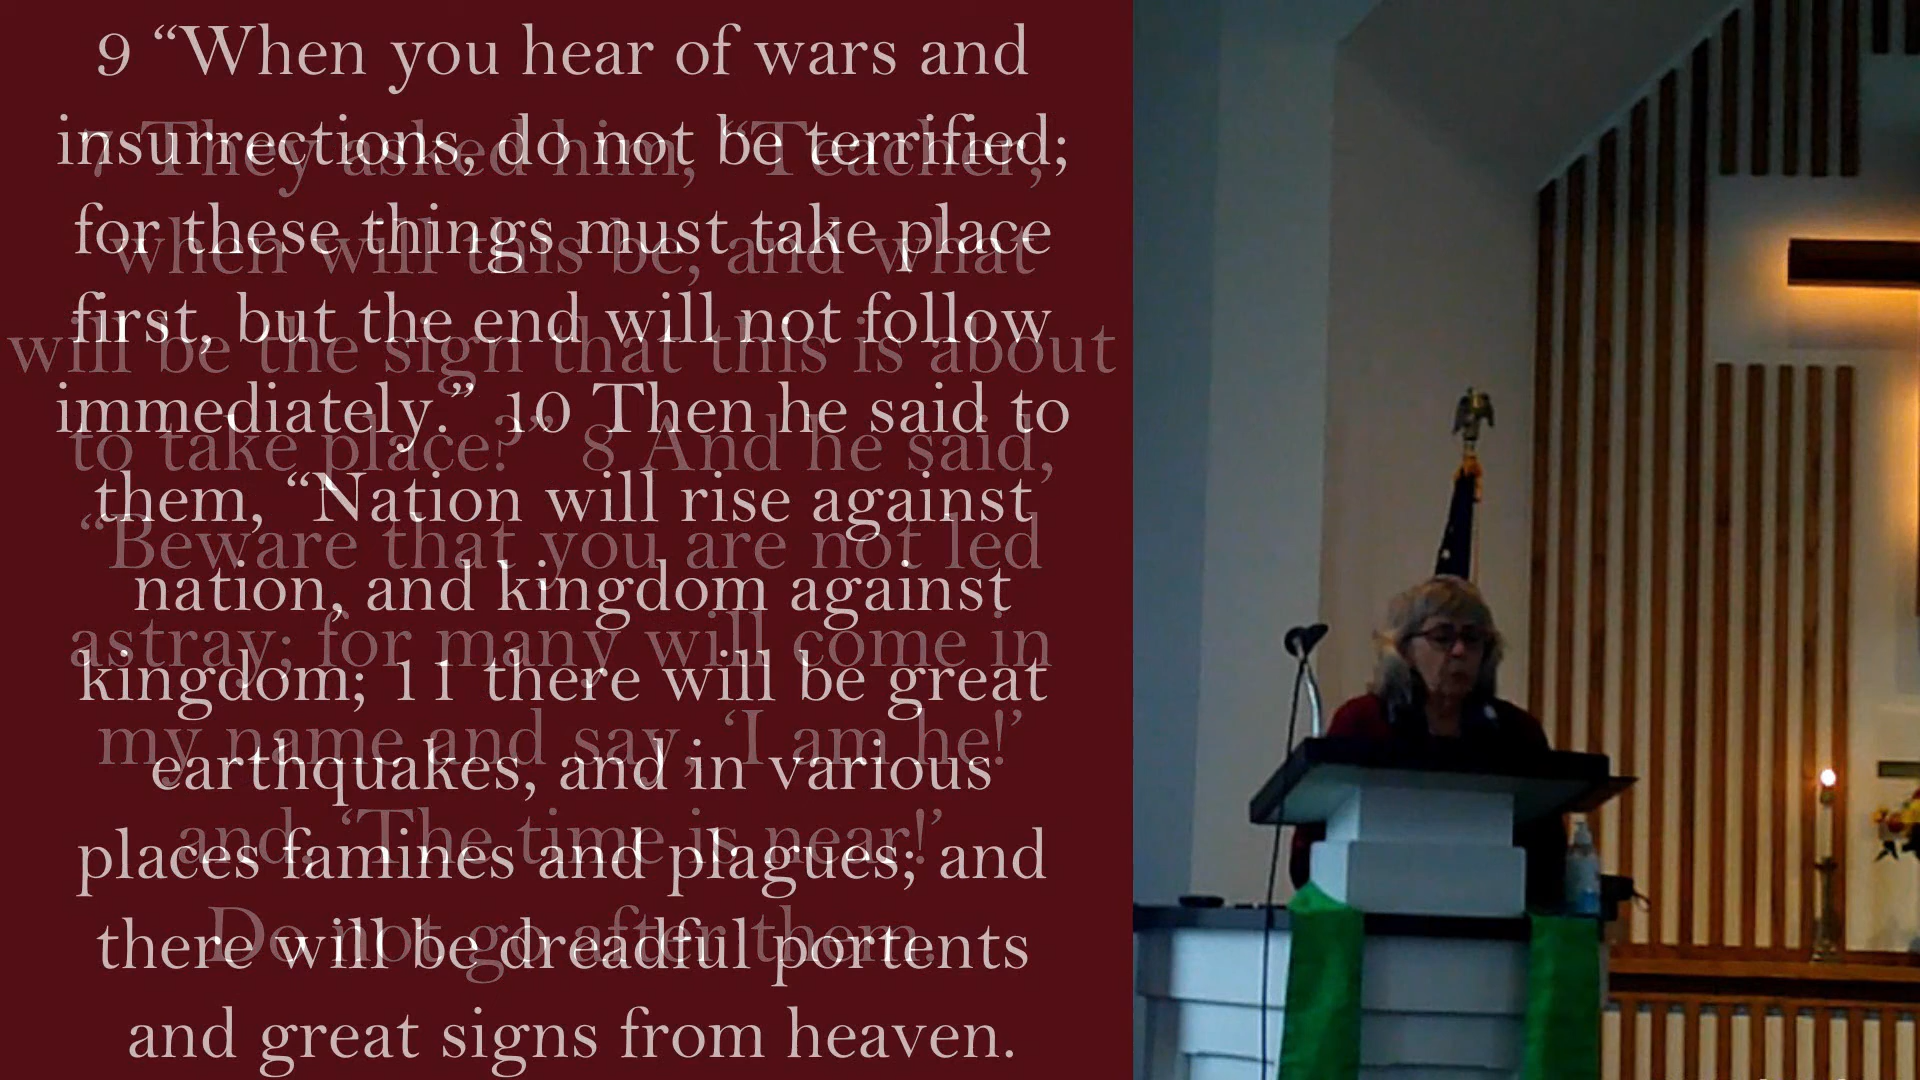 9 “When you hear of wars and
insurrections, do not be terrified;
for these things must take place
first, but the end will not follow
immediately.” 10 Then he said to
them, “Nation will rise against
nation, and kingdom against
kingdom; 11 there will be great
earthquakes, and in various
places famines and plagues; and
there will be dreadful portents
and great signs from heaven.
7 They asked him, “Teacher,
when will this be, and what
will be the sign that this is about
to take place?” 8 And he said,
“Beware that you are not led
astray; for many will come in
my name and say, ‘I am he!’
and, ‘The time is near!’
Do not go after them.